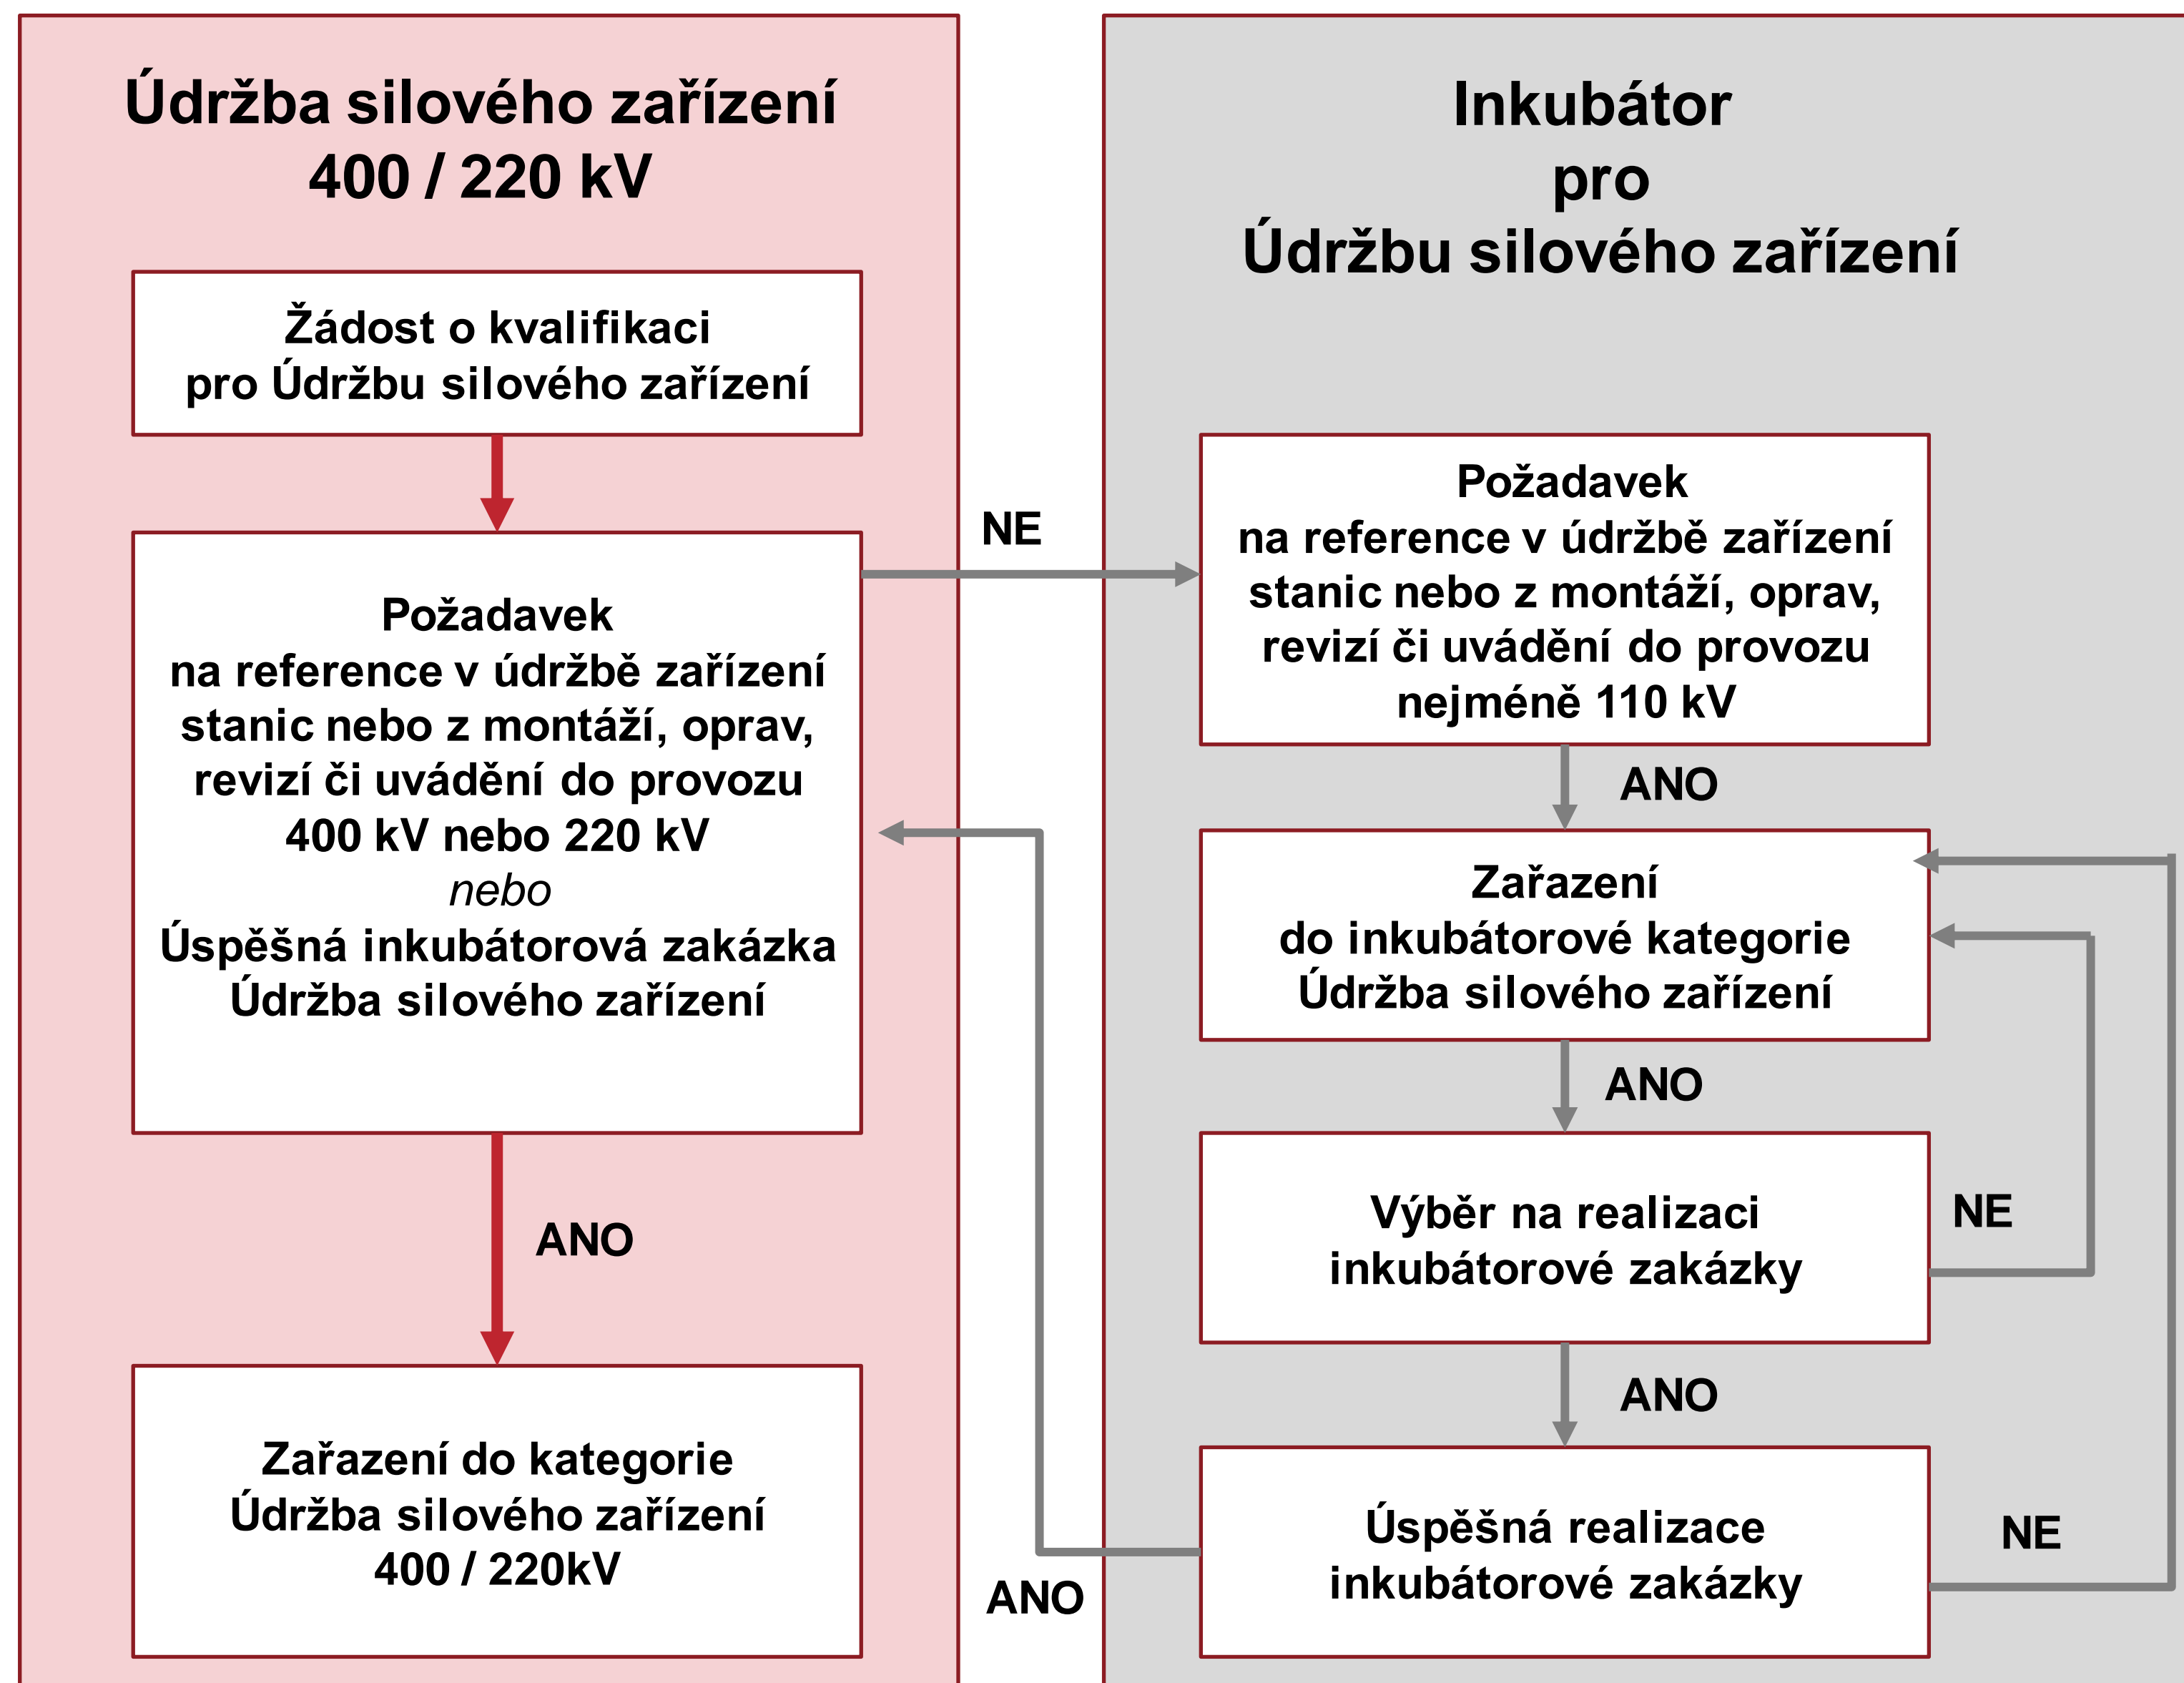 Údržba silového zařízení
400 / 220 kV
Žádost o kvalifikaci
pro Údržbu silového zařízení
Požadavek
na reference v údržbě zařízení
stanic nebo z montáží, oprav,
revizí či uvádění do provozu
400 kV nebo 220 kV
nebo
Úspěšná inkubátorová zakázka
Údržba silového zařízení
ANO
Zařazení do kategorie
Údržba silového zařízení
400 / 220kV
NE
ANO
Inkubátor
pro
Údržbu silového zařízení
Požadavek
na reference v údržbě zařízení
stanic nebo z montáží, oprav,
revizí či uvádění do provozu
nejméně 110 kV
ANO
Zařazení
do inkubátorové kategorie
Údržba silového zařízení
ANO
Výběr na realizaci
inkubátorové zakázky
NE
ANO
Úspěšná realizace
inkubátorové zakázky
NE